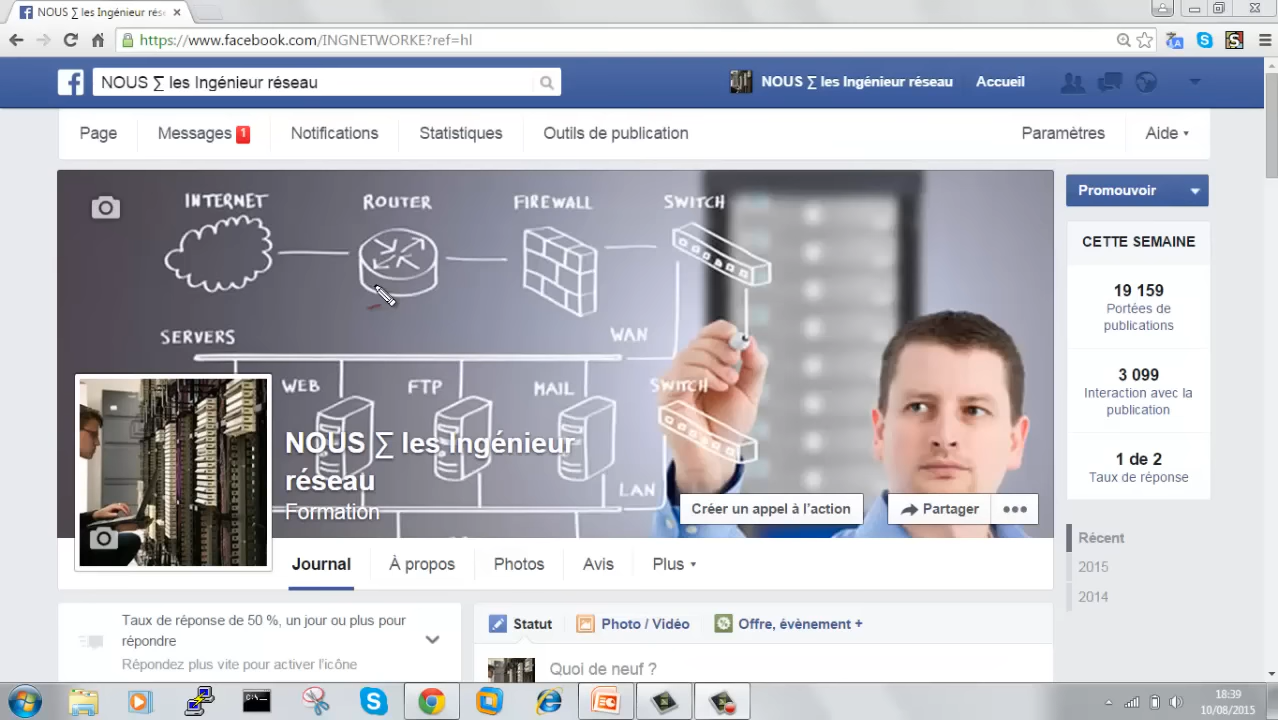 NOUS ∑ les Ingénieur rése
https://www.facebook.com/INGNETWORKE?ref=hl
NOUS ∑ les Ingénieur réseau
NOUS ∑ les Ingénieur réseau Accueil
Page Messages 1 Notifications Statistiques Outils de publication Paramètres Aide
INTERNET ROUTER FIREWALL SWITCH
SERVERS WAN
WEB FTP MAIL SWITCH
LAN
NOUS ∑ les Ingénieur
réseau
Formation
Créer un appel à l'action Partager
Promouvoir
CETTE SEMAINE
19 159
Portées de
publications
3 099
Interaction avec la
publication
1 de 2
Taux de réponse
Récent
2015
2014
Journal À propos Photos Avis Plus
Taux de réponse de 50 %, un jour ou plus pour
répondre
Répondez plus vite pour activer l'icône
Statut Photo / Vidéo Offre, évènement +
Quoi de neuf ?
18:39
10/08/2015